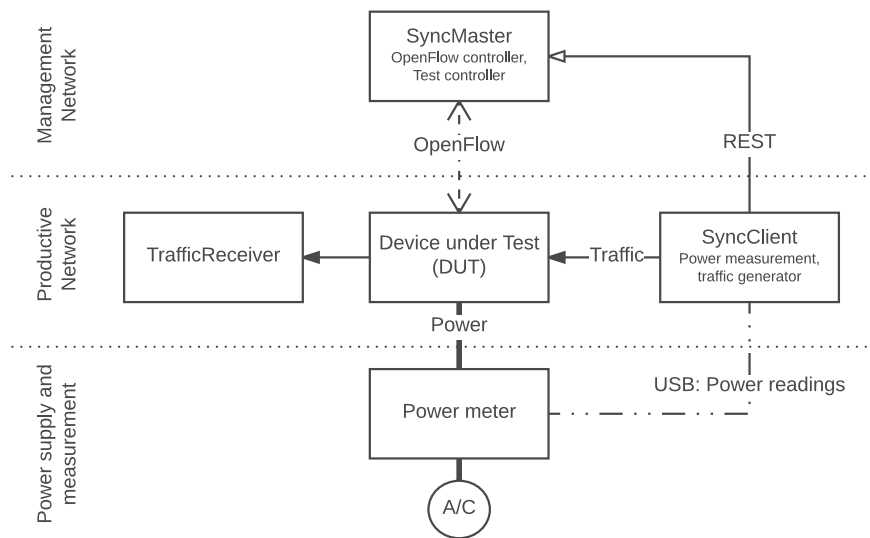 Management
Network
SyncMaster
OpenFlow controller,
Test controller
OpenFlow
REST
Productive
Network
TrafficReceiver
Device under Test
(DUT)
Traffic
SyncClient
Power measurement,
traffic generator
Power
Power supply and
measurement
Power meter
USB: Power readings
A/C